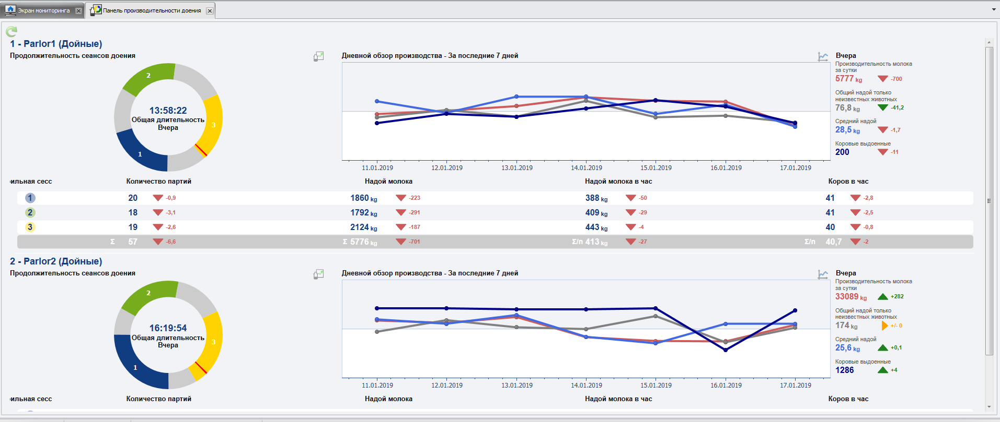 Экран мониторинга
Панель производительности доения
1 - Parlor1 (Дойные)
Продолжительность сеансов доения
2
3
1
13:58:22
Общая длительность
Вчера
Дневной обзор производства - За последние 7 дней
11.01.2019 12.01.2019 13.01.2019 14.01.2019 15.01.2019 16.01.2019 17.01.2019
Вчера
Производительность молока
за сутки
5777 kg -700
Общий надой только
неизвестных животных
76,8 kg -41,2
Средний надой
28,5 kg -1,7
Коровые выдоенные
200 -11
ильная сесс Количество партий Надой молока Надой молока в час Коров в час
1 20 -0,9 1860 kg -223 388 kg -50 41 -2,8
2 18 -3,1 1792 kg -291 409 kg -29 41 -2,5
3 19 -2,6 2124 kg -187 443 kg -4 40 -0,8
Σ 57 -6,6 Σ 5776 kg -701 Σ/n 413 kg -27 Σ/n 40,7 -2
2 - Parlor2 (Дойные)
Продолжительность сеансов доения
2
3
1
16:19:54
Общая длительность
Вчера
Дневной обзор производства - За последние 7 дней
11.01.2019 12.01.2019 13.01.2019 14.01.2019 15.01.2019 16.01.2019 17.01.2019
Вчера
Производительность молока
за сутки
33089 kg +282
Общий надой только
неизвестных животных
174 kg +/- 0
Средний надой
25,6 kg +0,1
Коровые выдоенные
1286 +4
ильная сесс Количество партий Надой молока Надой молока в час Коров в час